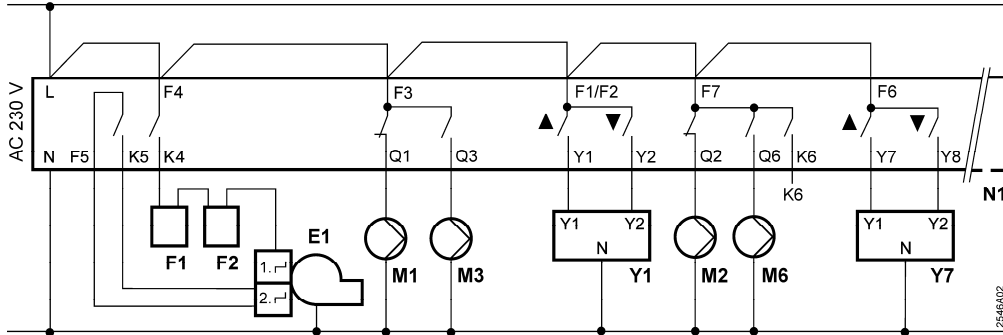 AC 230 V
L F4 F3 F1/F2 F7 F6
N F5 K5 K4 Q1 Q3 Y1 Y2 Q2 Q6 K6 Y7 Y8
K6 N1
Y1 Y2 Y1 Y2
N N
F1 F2 E1 M1 M3 Y1 M2 M6 Y7
1.
2.
2546A02